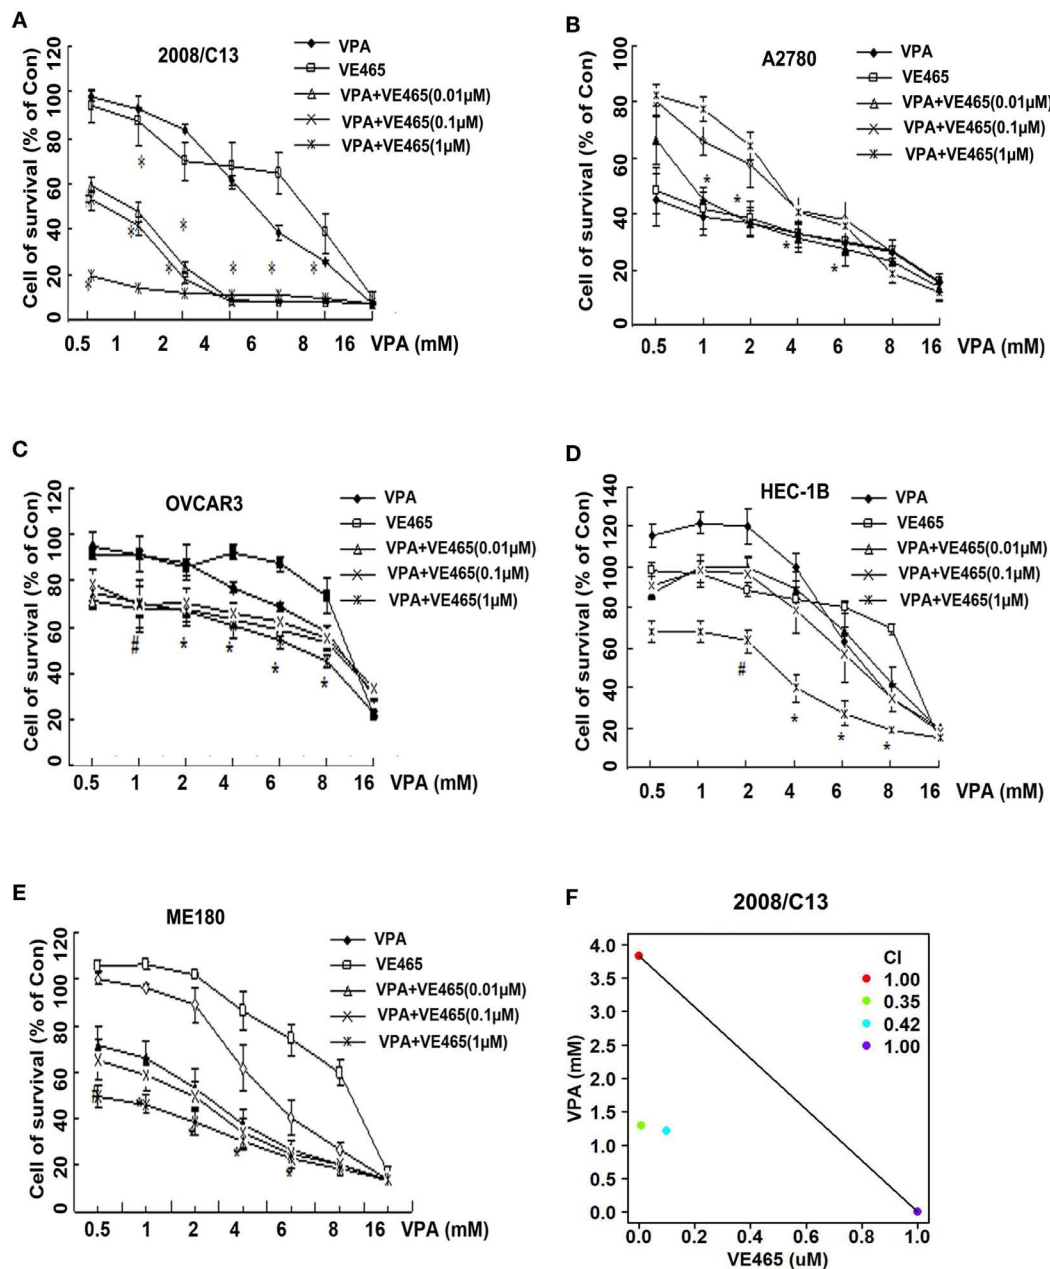 A
2008/C13
VPA
VE465
VPA+VE465(0.01µM)
VPA+VE465(0.1µM)
VPA+VE465(1µM)
Cell of survival (% of Con)
0 20 40 60 80 100 120
0.5 1 2 4 6 8 16 VPA (mM)
B
A2780
VPA
VE465
VPA+VE465(0.01µM)
VPA+VE465(0.1µM)
VPA+VE465(1µM)
Cell of survival (% of Con)
0 20 40 60 80 100
* * * *
0.5 1 2 4 6 8 16 VPA (mM)
C
OVCAR3
VPA
VE465
VPA+VE465(0.01µM)
VPA+VE465(0.1µM)
VPA+VE465(1µM)
Cell of survival (% of Con)
0 20 40 60 80 100 120
# * * * *
0.5 1 2 4 6 8 16 VPA (mM)
D
HEC-1B
VPA
VE465
VPA+VE465(0.01µM)
VPA+VE465(0.1µM)
VPA+VE465(1µM)
Cell of survival (% of Con)
0 20 40 60 80 100 120 140
# * * *
0.5 1 2 4 6 8 16 VPA (mM)
E
ME180
VPA
VE465
VPA+VE465(0.01µM)
VPA+VE465(0.1µM)
VPA+VE465(1µM)
Cell of survival (% of Con)
0 20 40 60 80 100 120
0.5 1 2 4 6 8 16 VPA (mM)
F
2008/C13
CI
1.00
0.35
0.42
1.00
VPA (mM)
4.0
3.5
3.0
2.5
2.0
1.5
1.0
0.0
0.0 0.2 0.4 0.6 0.8 1.0
VE465 (uM)